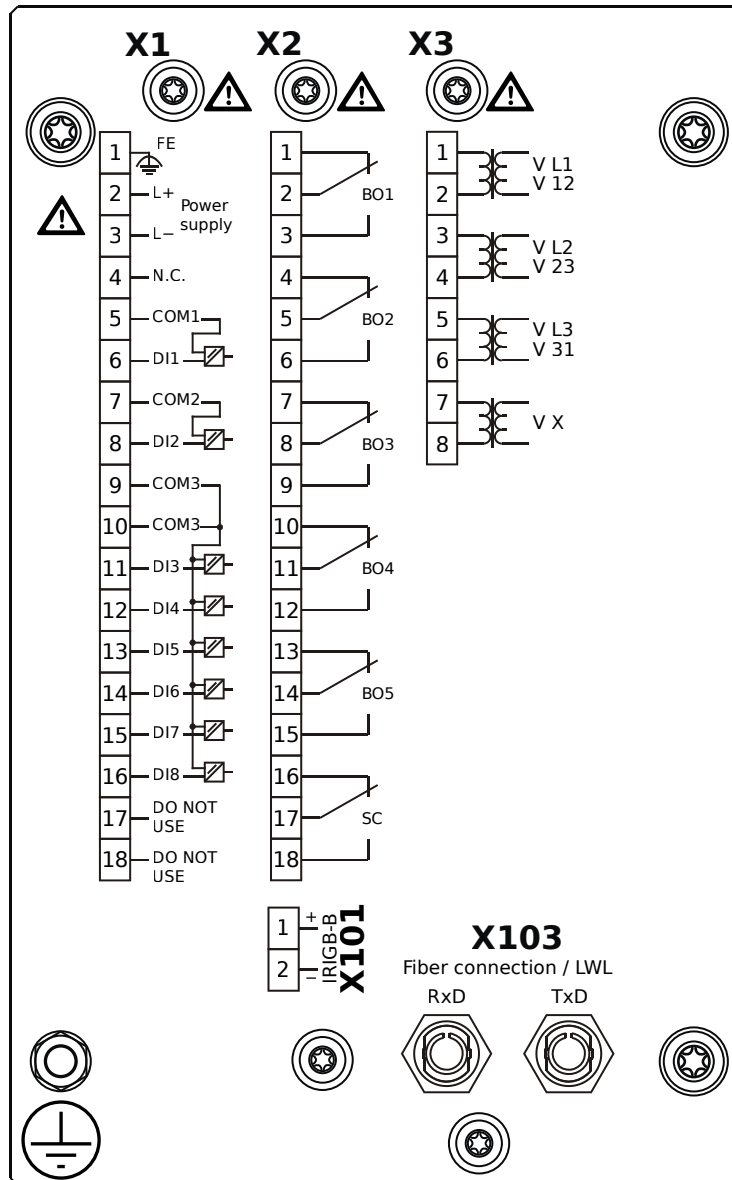 X1
X2
X3
1
FE
2
L+
Power
supply
3
L−
4
N.C.
5
COM1
6
DI1
7
COM2
8
DI2
9
COM3
10
COM3
11
DI3
12
DI4
13
DI5
14
DI6
15
DI7
16
DI8
17
DO NOT
USE
18
DO NOT
USE
1
2
BO1
3
4
5
BO2
6
7
8
BO3
9
10
11
BO4
12
13
14
BO5
15
16
17
SC
18
1
V L1
V 12
2
3
V L2
V 23
4
5
V L3
V 31
6
7
V X
8
1 +
2 −
IRIGB-B
X101
X103
Fiber connection / LWL
RxD
TxD